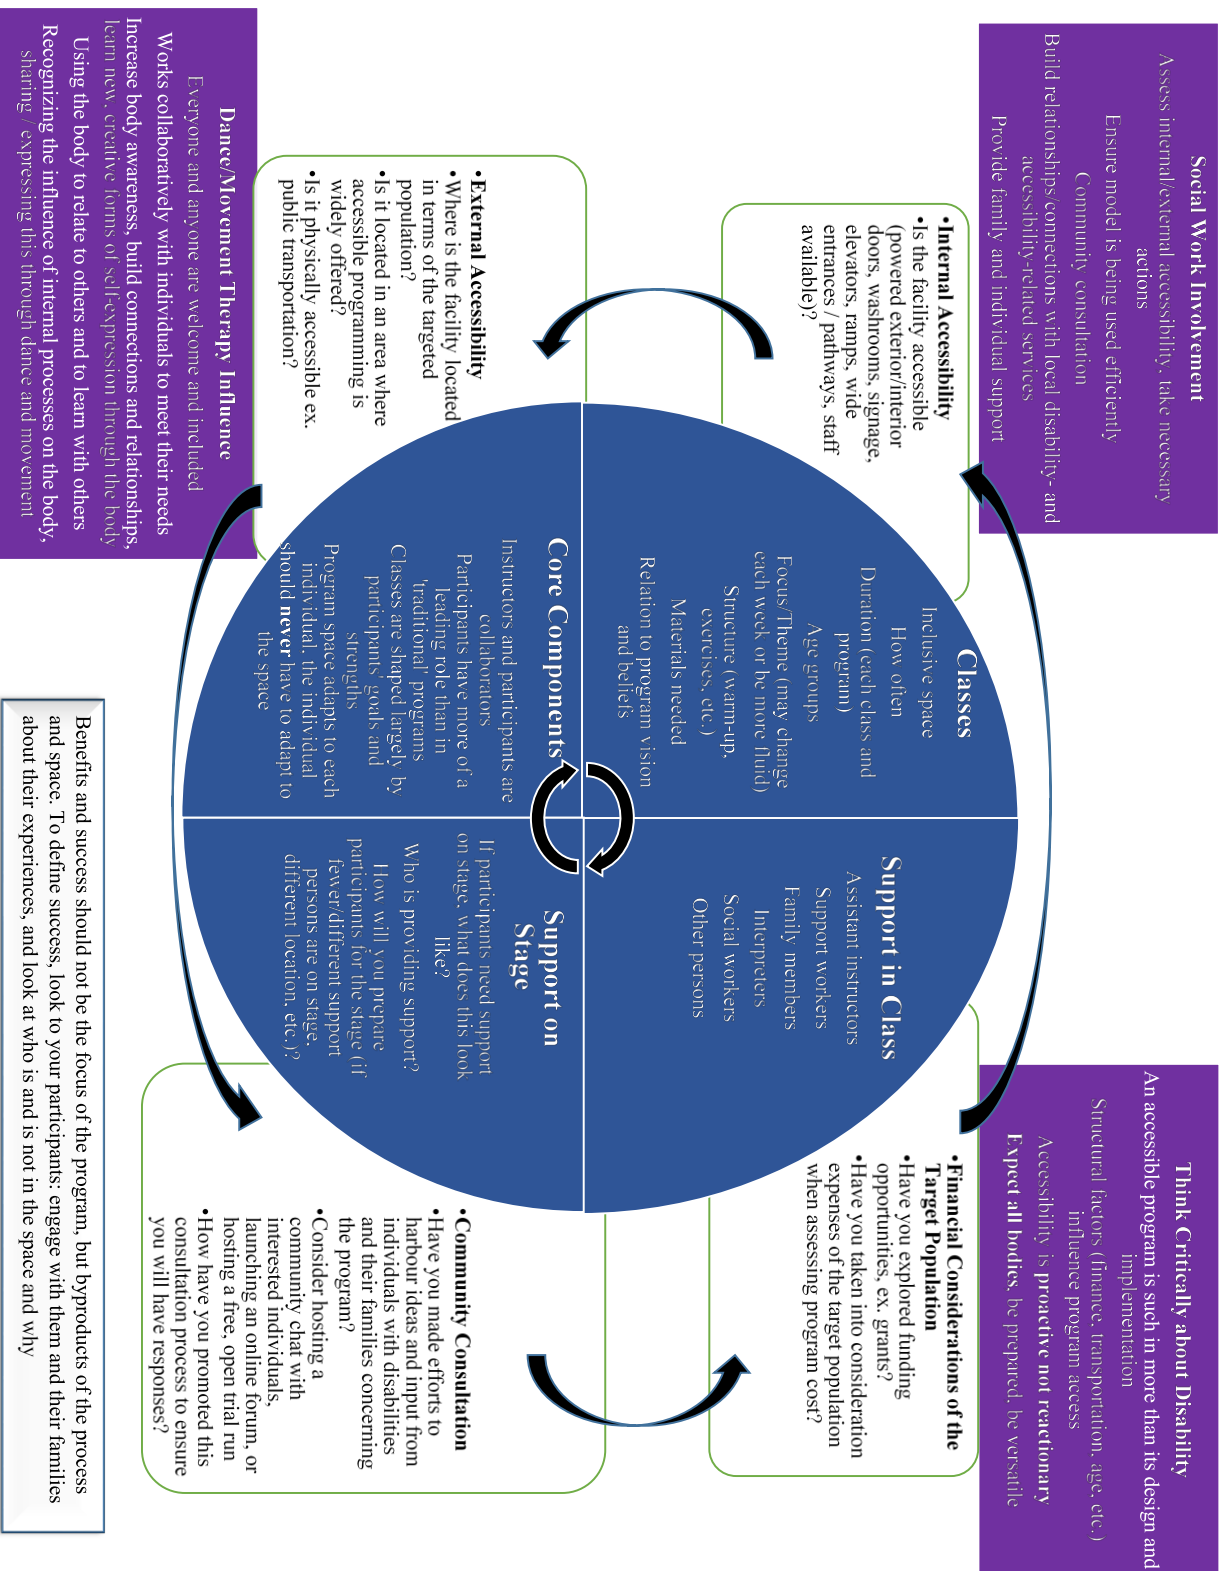 Social Work Involvement
Assess internal/external accessibility, take necessary
actions
Ensure model is being used efficiently
Community consultation
Build relationships/connections with local disability- and
accessibility-related services
Provide family and individual support
Think Critically about Disability
An accessible program is such in more than its design and
implementation
Structural factors (finance, transportation, age, etc.)
influence program access
Accessibility is proactive not reactionary
Expect all bodies, be prepared, be versatile
•Internal Accessibility
•Is the facility accessible
(powered exterior/interior
doors, washrooms, signage,
elevators, ramps, wide
entrances / pathways, staff
available)?
•Financial Considerations of the
Target Population
•Have you explored funding
opportunities, ex. grants?
•Have you taken into consideration
expenses of the target population
when assessing program cost?
Classes
Inclusive space
How often
Duration (each class and
program)
Age groups
Focus/Theme (may change
each week or be more fluid)
Structure (warm-up,
exercises, etc.)
Materials needed
Relation to program vision
and beliefs
Support in Class
Assistant instructors
Support workers
Family members
Interpreters
Social workers
Other persons
Core Components
Instructors and participants are
collaborators
Participants have more of a
leading role than in
'traditional' programs
Classes are shaped largely by
participants' goals and
strengths
Program space adapts to each
individual, the individual
should never have to adapt to
the space
Support on
Stage
If participants need support
on stage, what does this look
like?
Who is providing support?
How will you prepare
participants for the stage (if
fewer/different support
persons are on stage,
different location, etc.)?
•External Accessibility
•Where is the facility located
in terms of the targeted
population?
•Is it located in an area where
accessible programming is
widely offered?
•Is it physically accessible ex.
public transportation?
•Community Consultation
•Have you made efforts to
harbour ideas and input from
individuals with disabilities
and their families concerning
the program?
•Consider hosting a
community chat with
interested individuals,
launching an online forum, or
hosting a free, open trial run
•How have you promoted this
consultation process to ensure
you will have responses?
Dance/Movement Therapy Influence
Everyone and anyone are welcome and included
Works collaboratively with individuals to meet their needs
Increase body awareness, build connections and relationships,
learn new, creative forms of self-expression through the body
Using the body to relate to others and to learn with others
Recognizing the influence of internal processes on the body,
sharing / expressing this through dance and movement
Benefits and success should not be the focus of the program, but byproducts of the process
and space. To define success, look to your participants: engage with them and their families
about their experiences, and look at who is and is not in the space and why